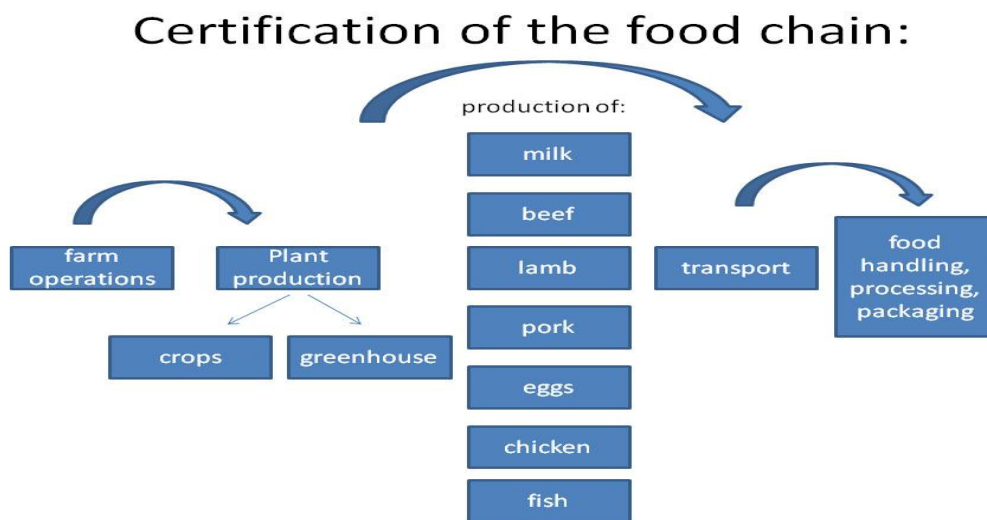 Certification of the food chain:
farm
operations
Plant
production
crops
greenhouse
production of:
milk
beef
lamb
pork
eggs
chicken
fish
transport
food
handling,
processing,
packaging